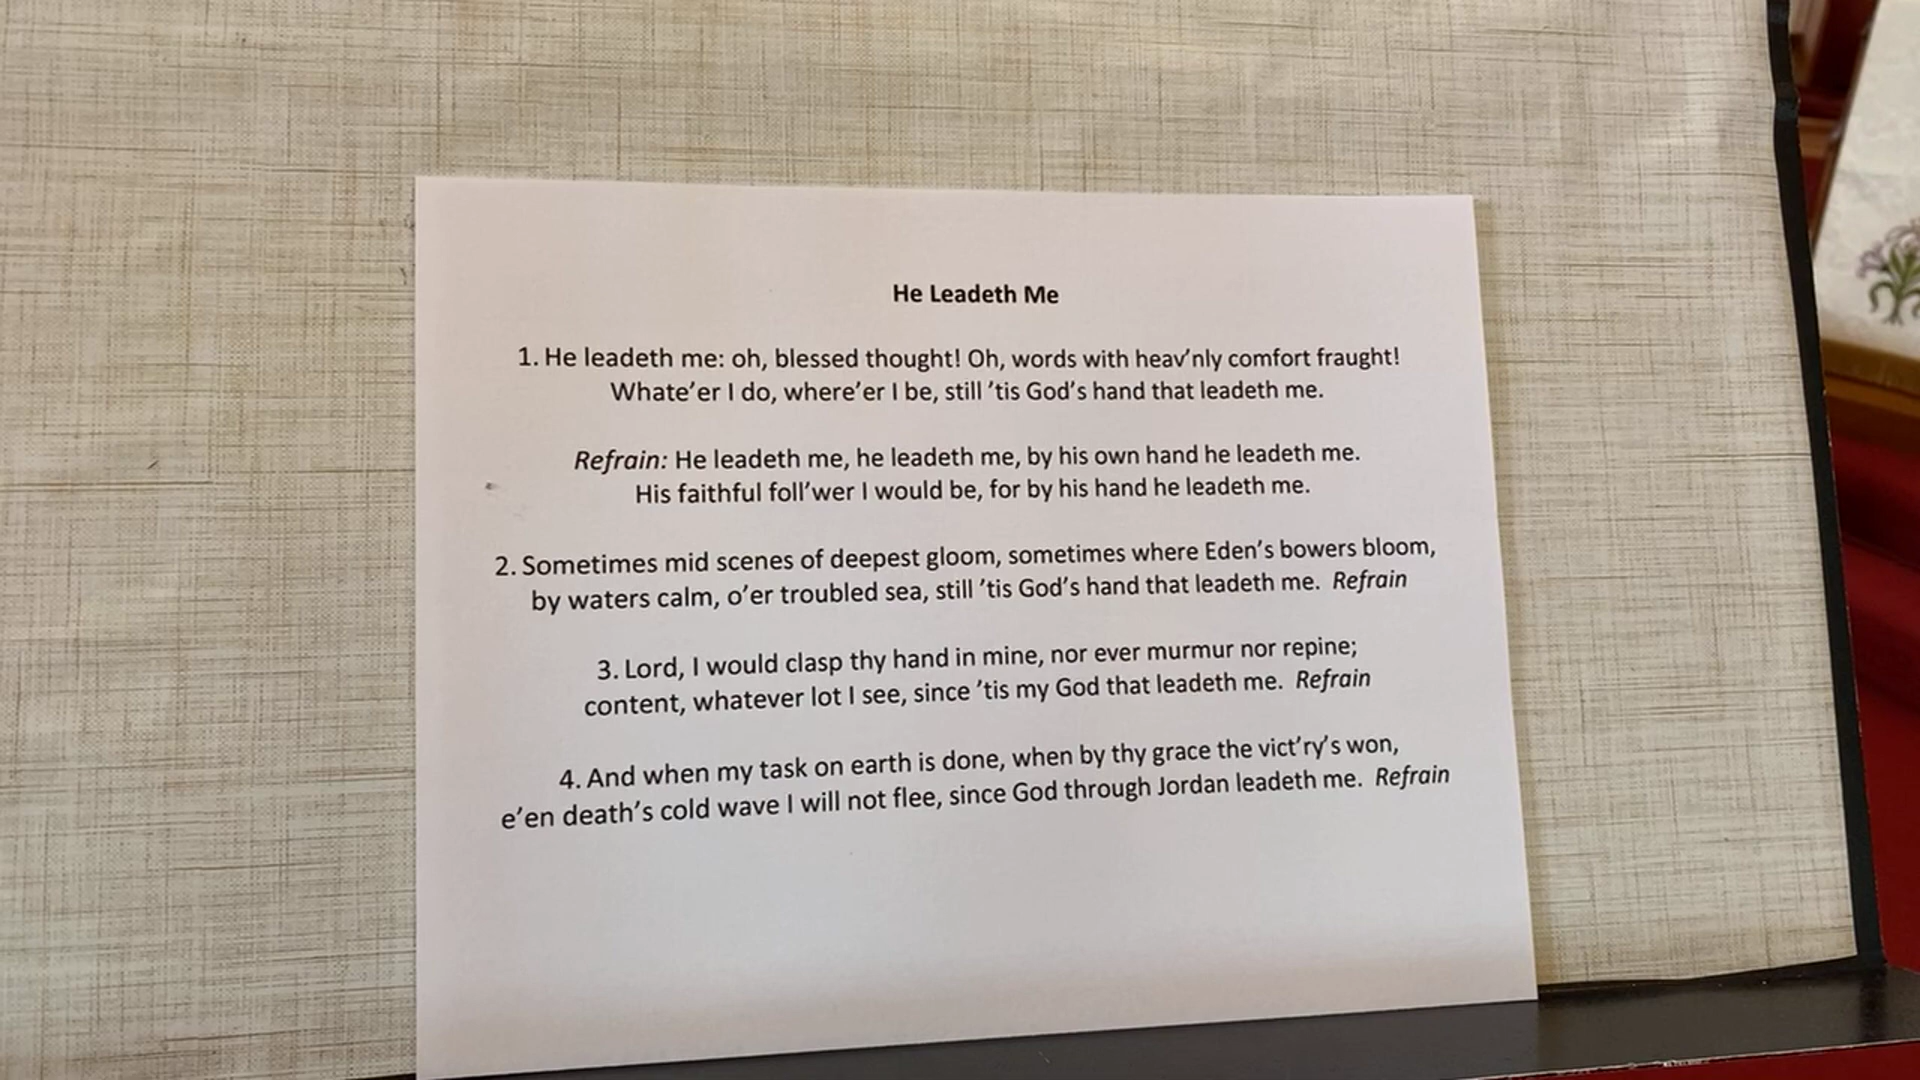 He Leadeth Me
1. He leadeth me: oh, blessed thought! Oh, words with heav’nly comfort fraught!
Whate’er I do, where’er I be, still ’tis God’s hand that leadeth me.
Refrain: He leadeth me, he leadeth me, by his own hand he leadeth me.
His faithful foll’wer I would be, for by his hand he leadeth me.
2. Sometimes mid scenes of deepest gloom, sometimes where Eden’s bowers bloom,
by waters calm, o’er troubled sea, still ’tis God’s hand that leadeth me. Refrain
3. Lord, I would clasp thy hand in mine, nor ever murmur nor repine;
content, whatever lot I see, since ’tis my God that leadeth me. Refrain
4. And when my task on earth is done, when by thy grace the vict’ry’s won,
e’en death’s cold wave I will not flee, since God through Jordan leadeth me. Refrain